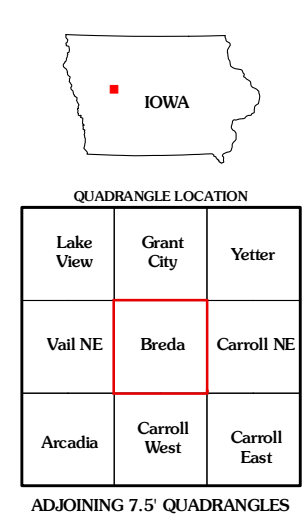 IOWA
QUADRANGLE LOCATION
Lake
View
Grant
City
Yetter
Vail NE
Breda
Carroll NE
Arcadia
Carroll
West
Carroll
East
ADJOINING 7.5' QUADRANGLES